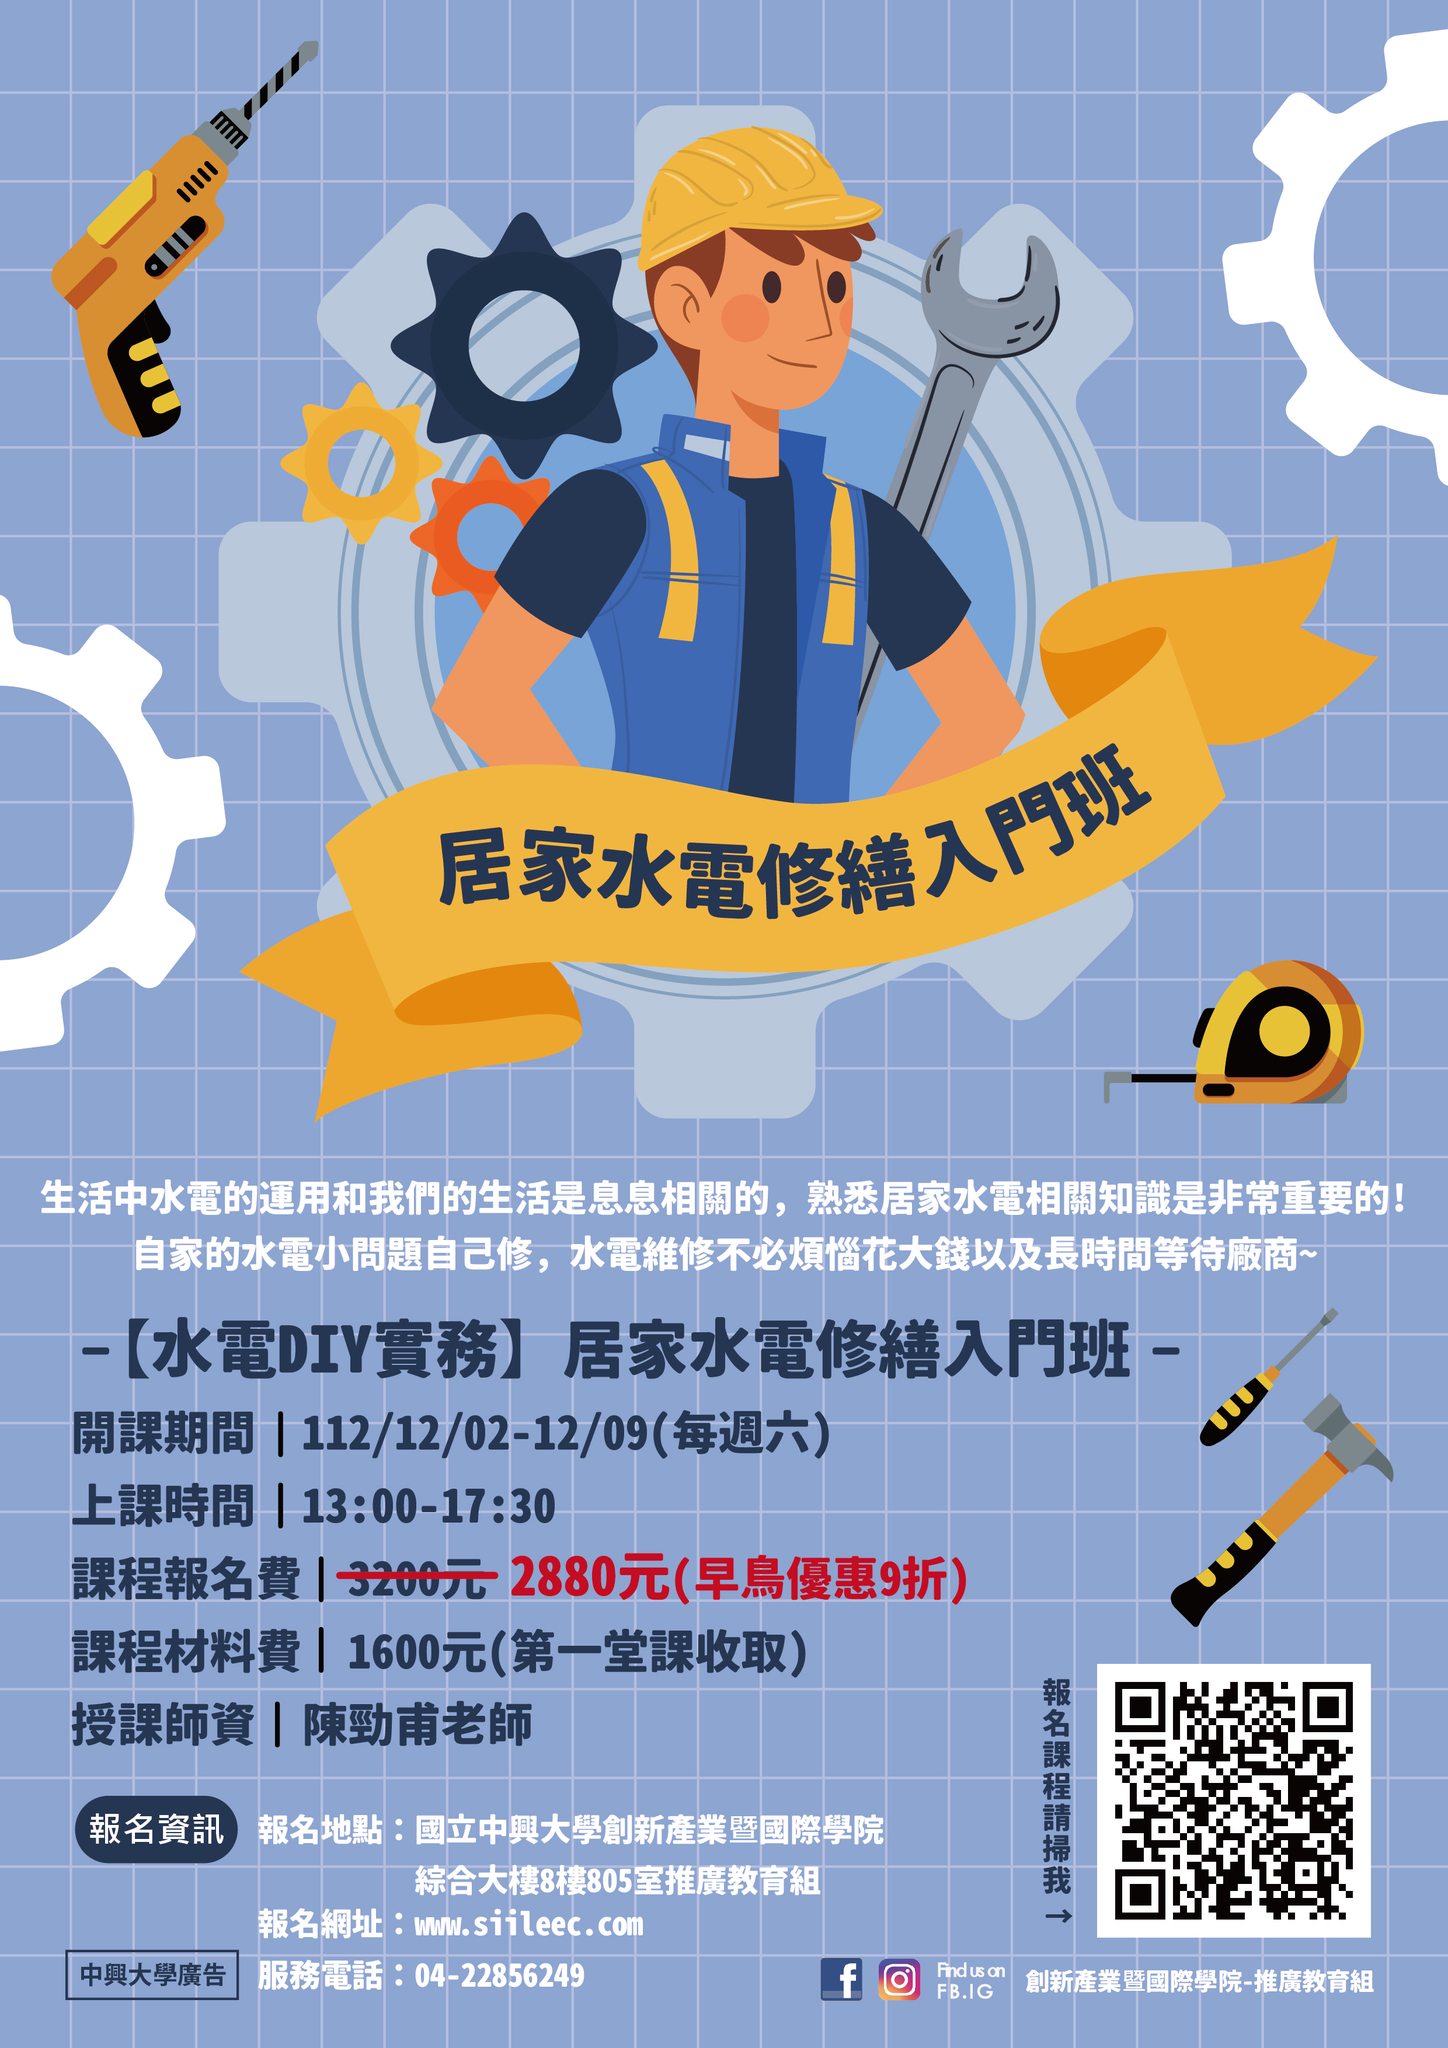 居家水電修繕入門班
生活中水電的運用和我們的生活是息息相關的，熟悉居家水電相關知識是非常重要的!
自家的水電小問題自己修，水電維修不必煩惱花大錢以及長時間等待廠商~
-【水電DIY實務】居家水電修繕入門班 -
開課期間｜112/12/02-12/09(每週六)
上課時間｜13:00-17:30
課程報名費｜3200元 2880元(早鳥優惠9折)
課程材料費｜1600元(第一堂課收取)
授課師資｜陳勁甫老師
報名課程請掃我→
報名資訊
報名地點：國立中興大學創新產業暨國際學院
綜合大樓8樓805室推廣教育組
報名網址：www.siileec.com
服務電話：04-22856249
中興大學廣告
Find us on
FB.IG
創新產業暨國際學院-推廣教育組